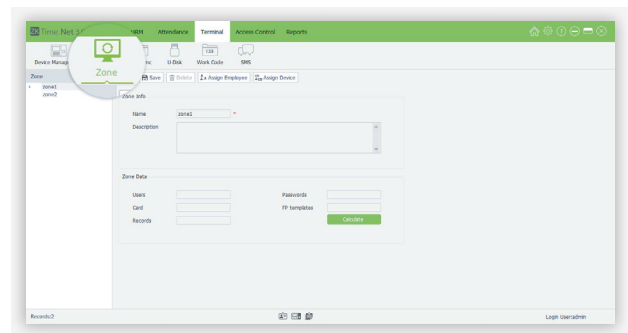 ZK Time.Net
HRM Attendance Terminal Access Control Reports
Device Manag U-Disk Work Code SMS
Zone
Zone
Save Delete Assign Employee Assign Device
zone1
zone2
Zone Info
Name zone1 *
Description
Zone Data
Users Passwords
Card FP templates
Records Calculate
Records:2 Login User:admin